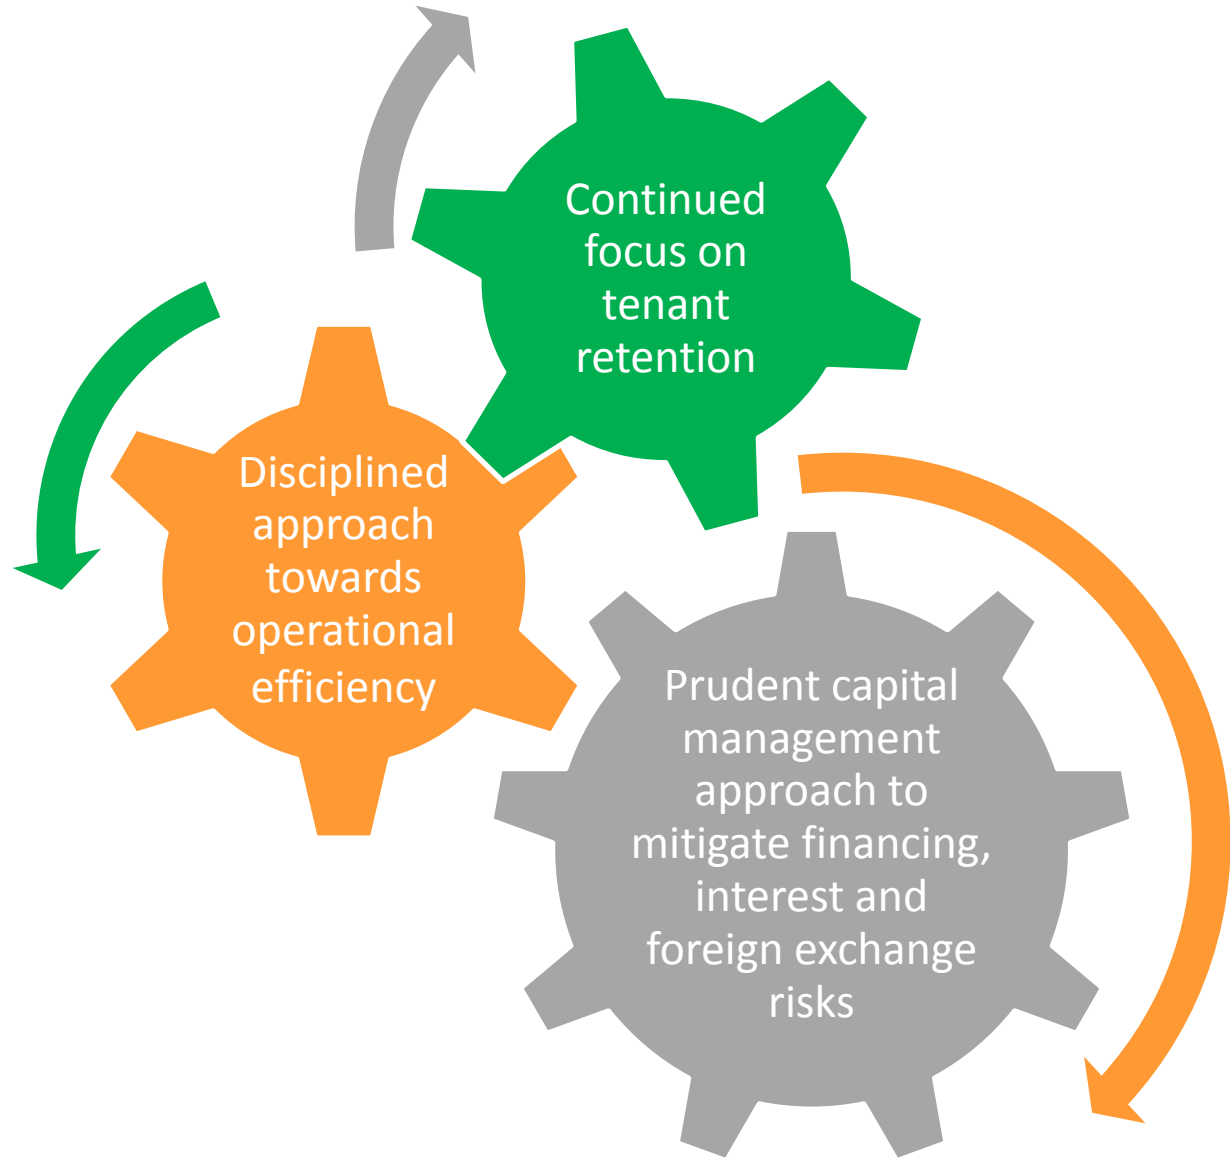 Continued
focus on
tenant
retention
Disciplined
approach
towards
operational
efficiency
Prudent capital
management
approach to
mitigate financing,
interest and
foreign exchange
risks